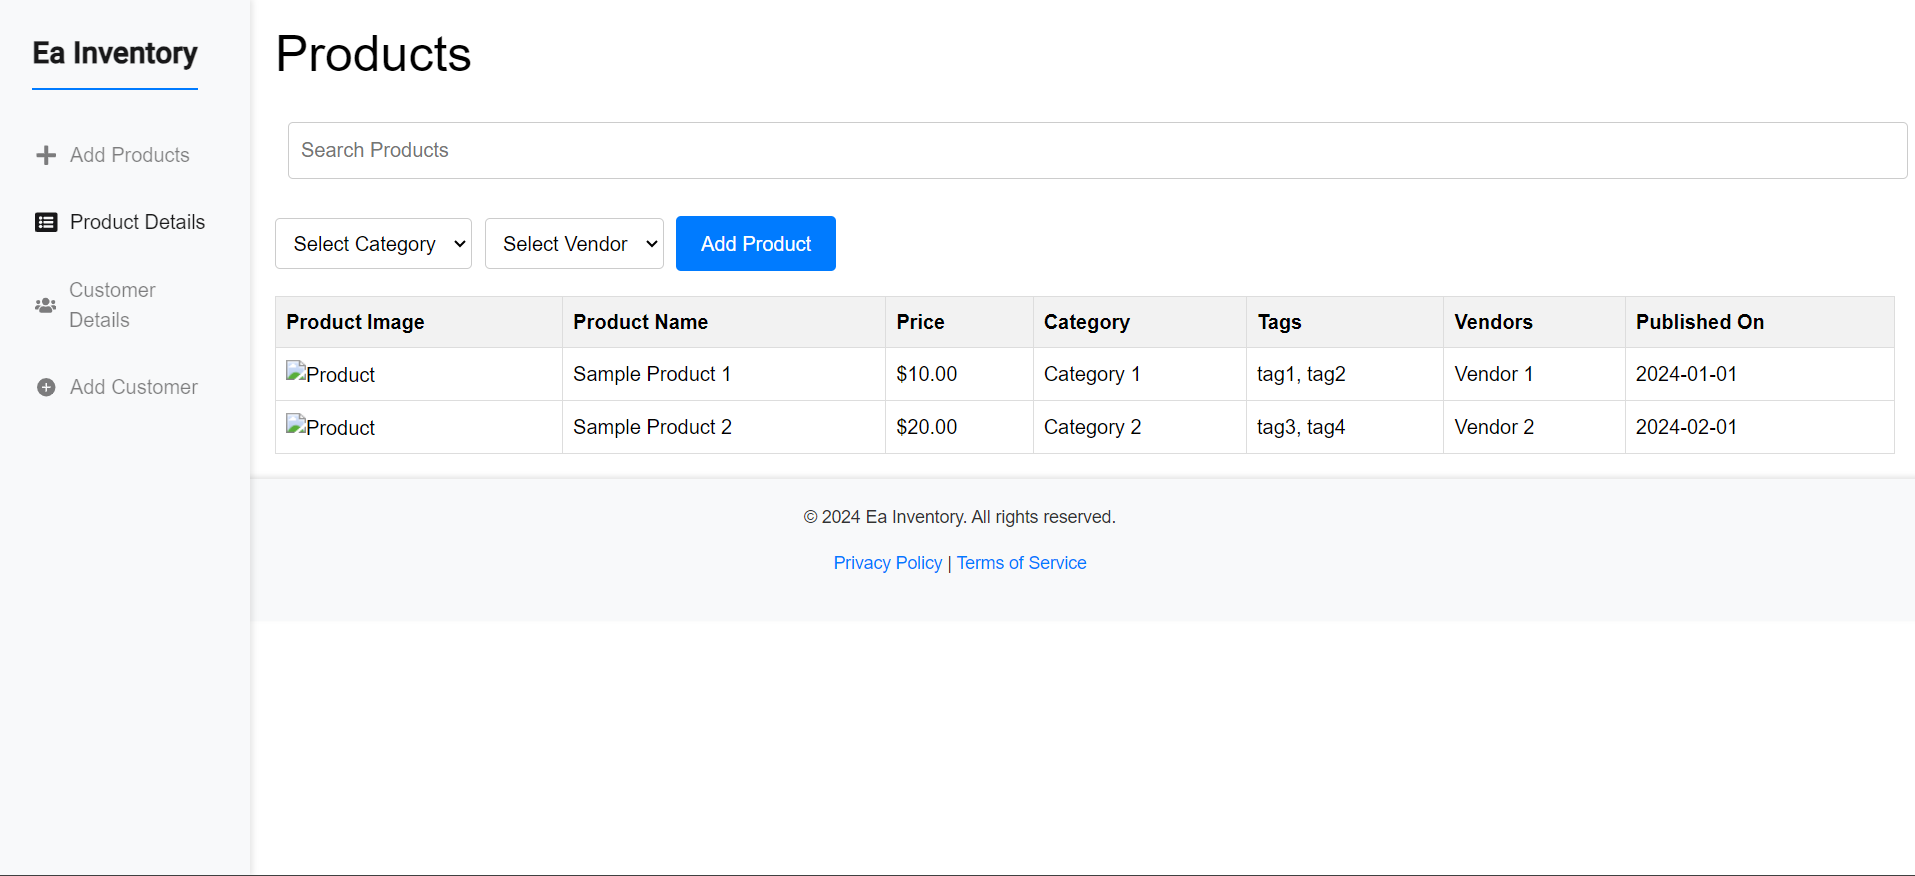 Ea Inventory
Add Products
Product Details
Customer
Details
Add Customer
Products
Search Products
Select Category Select Vendor Add Product
Product Image Product Name Price Category Tags Vendors Published On
Product Sample Product 1 $10.00 Category 1 tag1, tag2 Vendor 1 2024-01-01
Product Sample Product 2 $20.00 Category 2 tag3, tag4 Vendor 2 2024-02-01
© 2024 Ea Inventory. All rights reserved.
Privacy Policy | Terms of Service